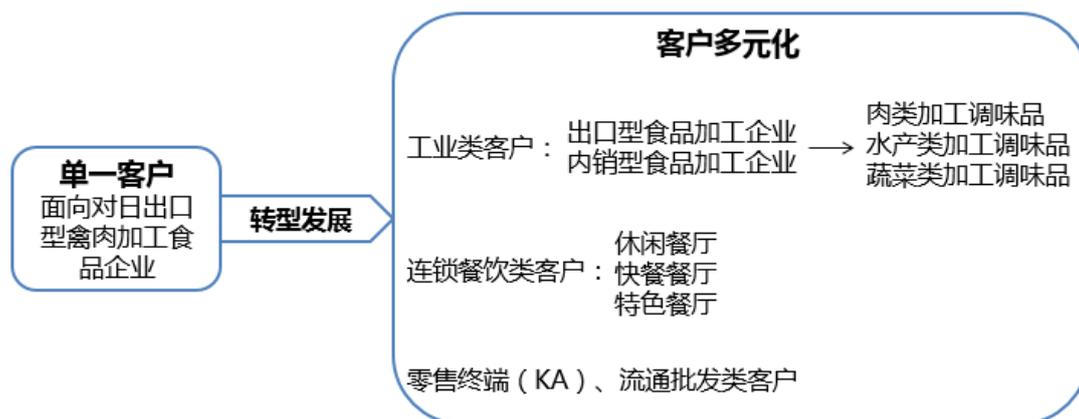 单一客户
面向对日出口
型禽肉加工食
品企业
转型发展
客户多元化
工业类客户：
出口型食品加工企业
内销型食品加工企业
肉类加工调味品
水产类加工调味品
蔬菜类加工调味品
连锁餐饮类客户：
休闲餐厅
快餐餐厅
特色餐厅
零售终端（KA）、流通批发类客户